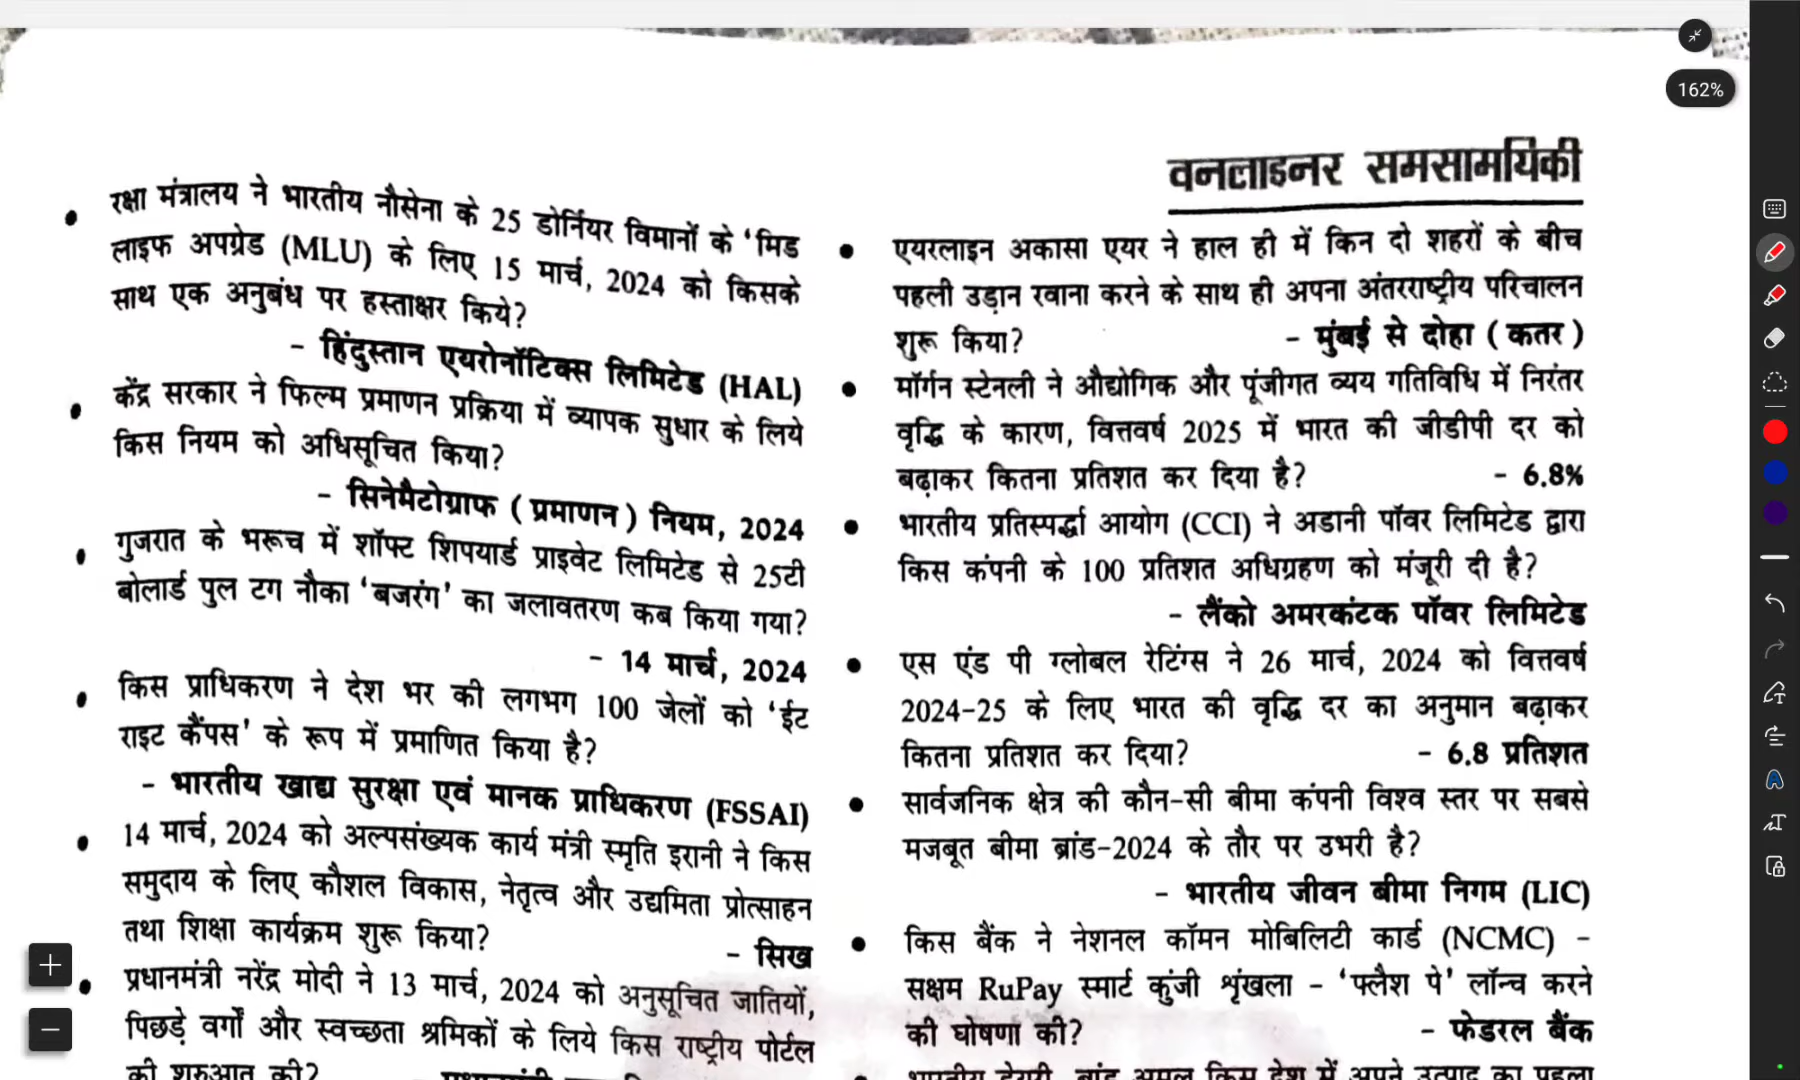 162%
रक्षा मंत्रालय ने भारतीय नौसेना के 25 डोर्नियर विमानों के ‘मिड
लाइफ अपग्रेड (MLU) के लिए 15 मार्च, 2024 को किसके
साथ एक अनुबंध पर हस्ताक्षर किये?
- हिंदुस्तान एयरोनॉटिक्स लिमिटेड (HAL)
केंद्र सरकार ने फिल्म प्रमाणन प्रक्रिया में व्यापक सुधार के लिये
किस नियम को अधिसूचित किया?
- सिनेमैटोग्राफ (प्रमाणन) नियम, 2024
गुजरात के भरूच में शॉफ्ट शिपयार्ड प्राइवेट लिमिटेड से 25टी
बोलार्ड पुल टग नौका ‘बजरंग’ का जलावतरण कब किया गया?
- 14 मार्च, 2024
किस प्राधिकरण ने देश भर की लगभग 100 जेलों को ‘ईट
राइट कैंपस’ के रूप में प्रमाणित किया है?
- भारतीय खाद्य सुरक्षा एवं मानक प्राधिकरण (FSSAI)
14 मार्च, 2024 को अल्पसंख्यक कार्य मंत्री स्मृति इरानी ने किस
समुदाय के लिए कौशल विकास, नेतृत्व और उद्यमिता प्रोत्साहन
तथा शिक्षा कार्यक्रम शुरू किया? - सिख
प्रधानमंत्री नरेंद्र मोदी ने 13 मार्च, 2024 को अनुसूचित जातियों,
पिछड़े वर्गों और स्वच्छता श्रमिकों के लिये किस राष्ट्रीय पोर्टल
की शुरुआत की?
वनलाइनर समसामयिकी
एयरलाइन अकासा एयर ने हाल ही में किन दो शहरों के बीच
पहली उड़ान रवाना करने के साथ ही अपना अंतरराष्ट्रीय परिचालन
शुरू किया? - मुंबई से दोहा (कतर)
मॉर्गन स्टेनली ने औद्योगिक और पूंजीगत व्यय गतिविधि में निरंतर
वृद्धि के कारण, वित्तवर्ष 2025 में भारत की जीडीपी दर को
बढ़ाकर कितना प्रतिशत कर दिया है? - 6.8%
भारतीय प्रतिस्पर्द्धा आयोग (CCI) ने अडानी पॉवर लिमिटेड द्वारा
किस कंपनी के 100 प्रतिशत अधिग्रहण को मंजूरी दी है?
- लैंको अमरकंटक पॉवर लिमिटेड
एस एंड पी ग्लोबल रेटिंग्स ने 26 मार्च, 2024 को वित्तवर्ष
2024-25 के लिए भारत की वृद्धि दर का अनुमान बढ़ाकर
कितना प्रतिशत कर दिया? - 6.8 प्रतिशत
सार्वजनिक क्षेत्र की कौन-सी बीमा कंपनी विश्व स्तर पर सबसे
मजबूत बीमा ब्रांड-2024 के तौर पर उभरी है?
- भारतीय जीवन बीमा निगम (LIC)
किस बैंक ने नेशनल कॉमन मोबिलिटी कार्ड (NCMC) -
सक्षम RuPay स्मार्ट कुंजी शृंखला - ‘फ्लैश पे’ लॉन्च करने
की घोषणा की? - फेडरल बैंक
भारतीय डेयरी ब्रांड अमूल किस देश में अपने उत्पाद का पहला